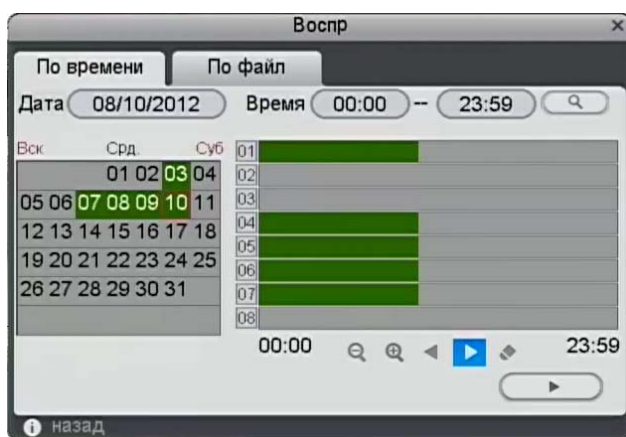 Воспр
По времени По файл
Дата 08/10/2012 Время 00:00 -- 23:59
Вск Срд Суб
01 02 03 04
05 06 07 08 09 10 11
12 13 14 15 16 17 18
19 20 21 22 23 24 25
26 27 28 29 30 31
01
02
03
04
05
06
07
08
00:00 23:59
назад